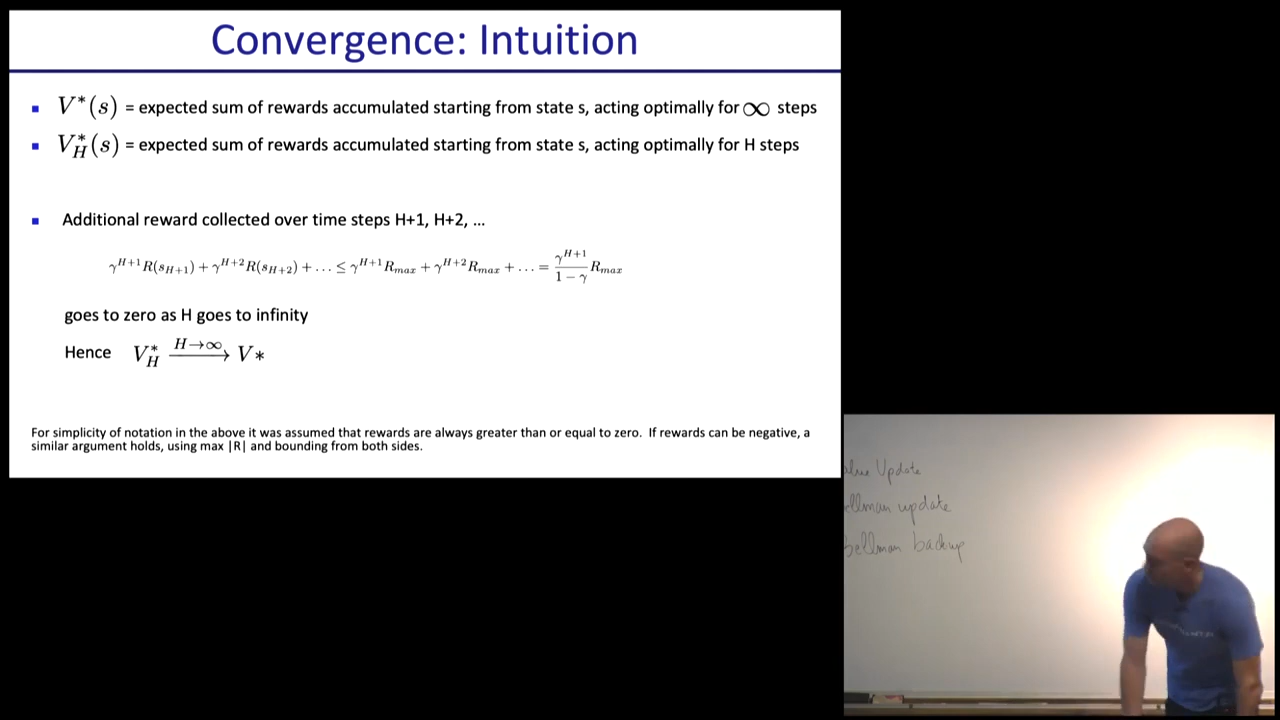 Convergence: Intuition
V*(s) = expected sum of rewards accumulated starting from state s, acting optimally for ∞ steps
V*_H(s) = expected sum of rewards accumulated starting from state s, acting optimally for H steps
Additional reward collected over time steps H+1, H+2, ...
γ^{H+1}R(s_{H+1}) + γ^{H+2}R(s_{H+2}) + ... ≤ γ^{H+1}R_{max} + γ^{H+2}R_{max} + ... = \frac{γ^{H+1}}{1 − γ}R_{max}
goes to zero as H goes to infinity
Hence V*_H \xrightarrow{H→∞} V*
For simplicity of notation in the above it was assumed that rewards are always greater than or equal to zero. If rewards can be negative, a
similar argument holds, using max |R| and bounding from both sides.
alue Update
ellman update
bellman backup